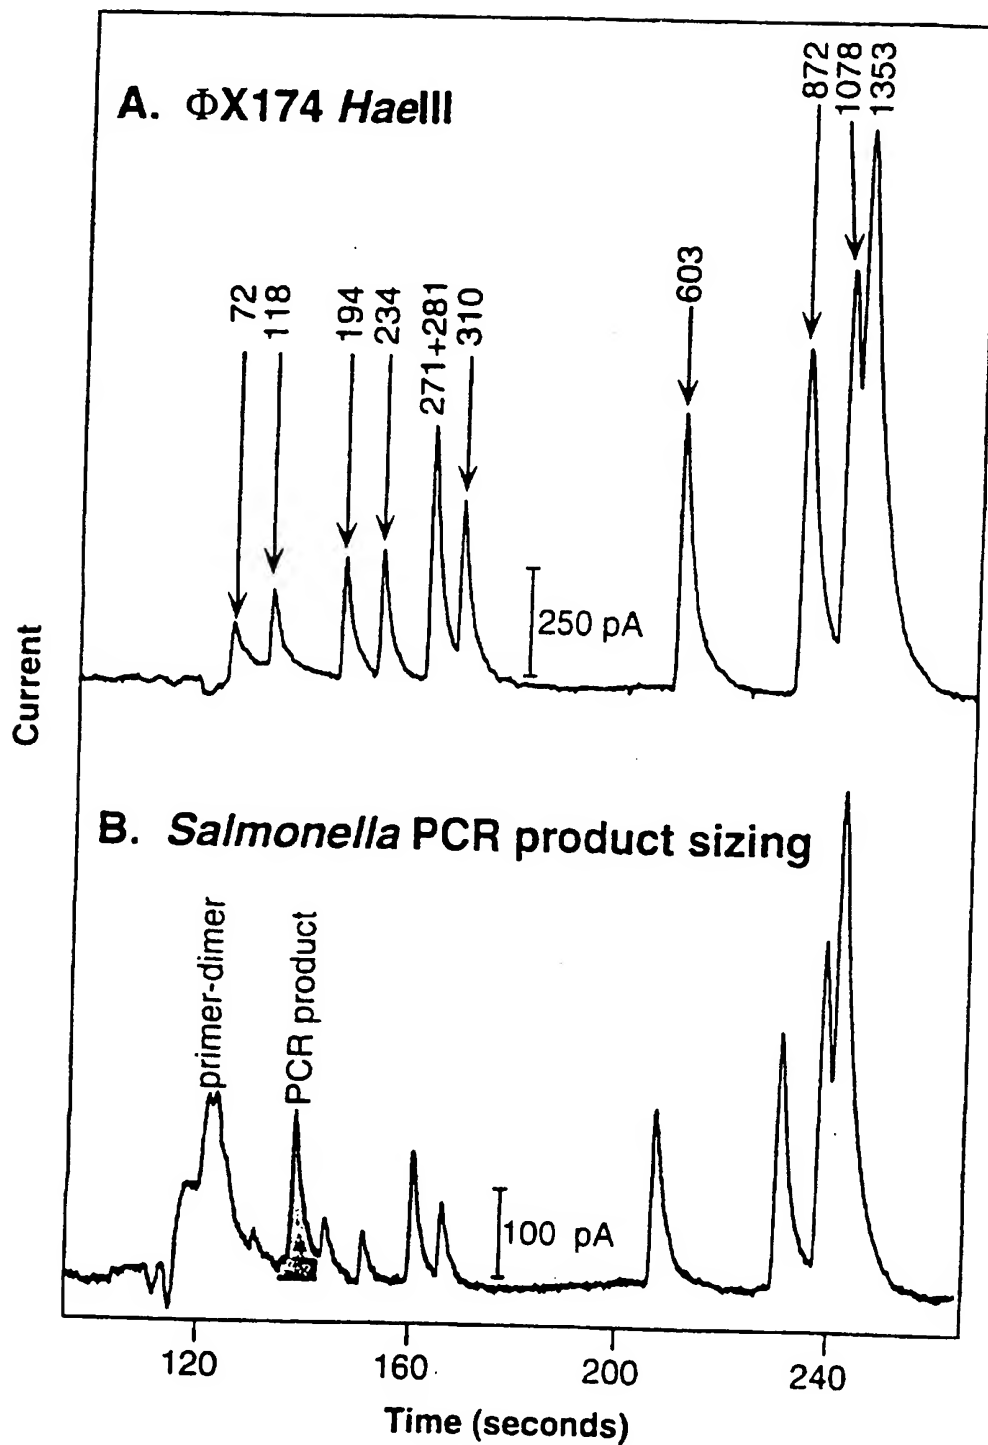 A. ΦX174 HaeIII
72
118
194
234
271+281
310
603
872
1078
1353
250 pA
Current
B. Salmonella PCR product sizing
primer-dimer
PCR product
100 pA
120
160
200
240
Time (seconds)